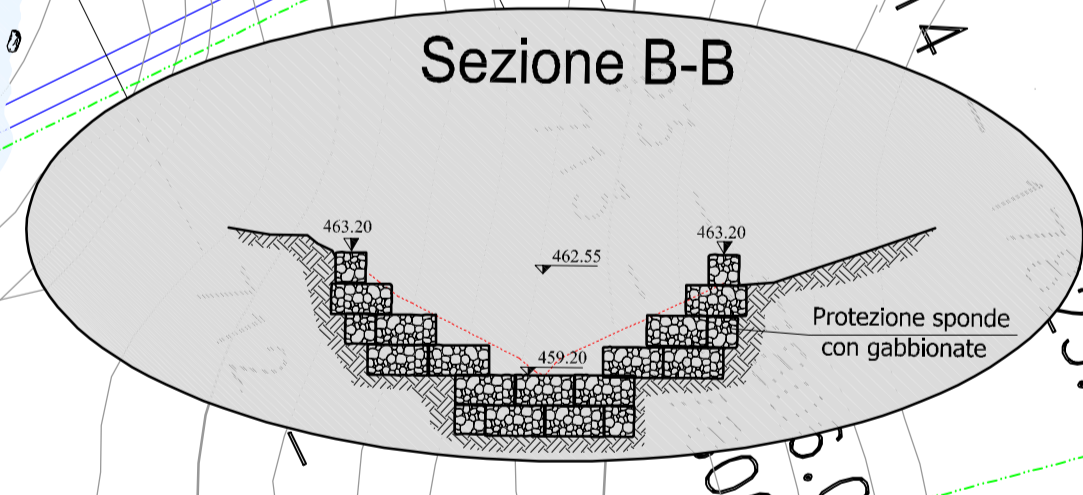 Sezione B-B
463.20
463.20
462.55
Protezione sponde
con gabbionate
459.20